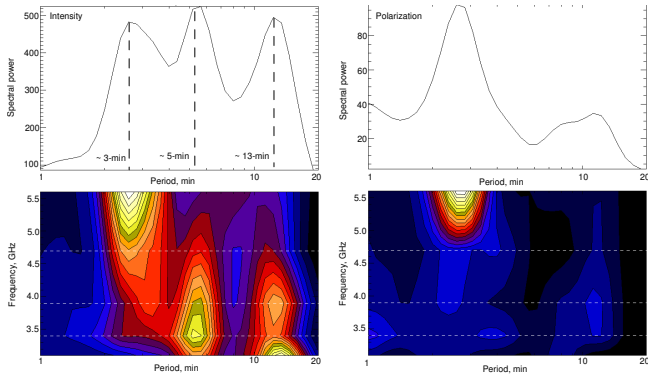 Intensity
Spectral power
500
400
300
200
100
~ 3-min
~ 5-min
~ 13-min
1
10
20
Period, min
Polarization
Spectral power
80
60
40
20
1
10
20
Period, min
Frequency, GHz
5.5
5.0
4.5
4.0
3.5
1
10
20
Period, min
Frequency, GHz
5.5
5.0
4.5
4.0
3.5
1
10
20
Period, min